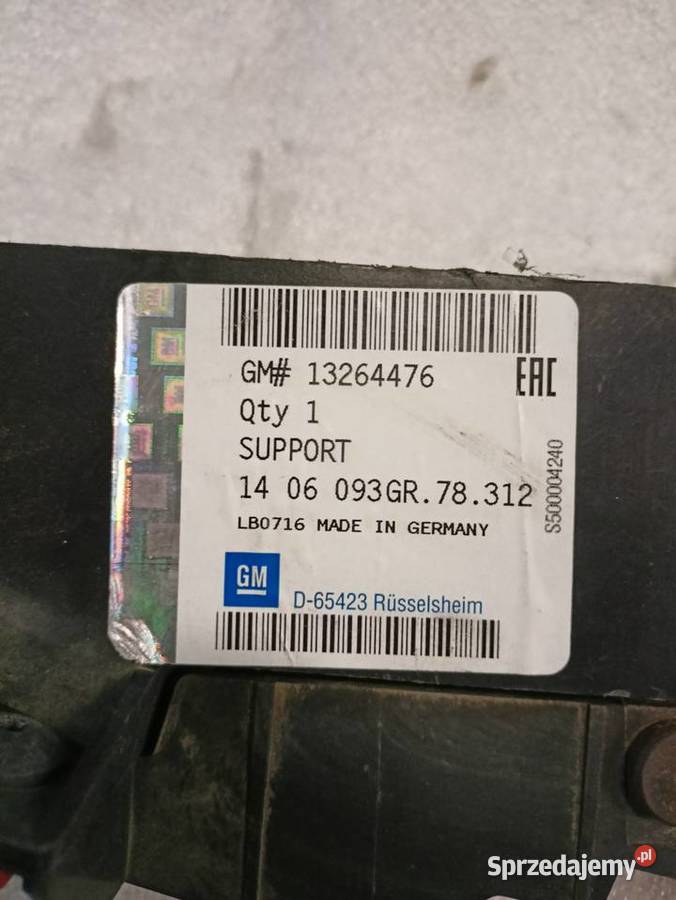 GM# 13264476
EAC
Qty 1
SUPPORT
14 06 093GR.78.312
LB0716 MADE IN GERMANY
S500004240
GM
D-65423 Rüsselsheim
Sprzedajemy.pl